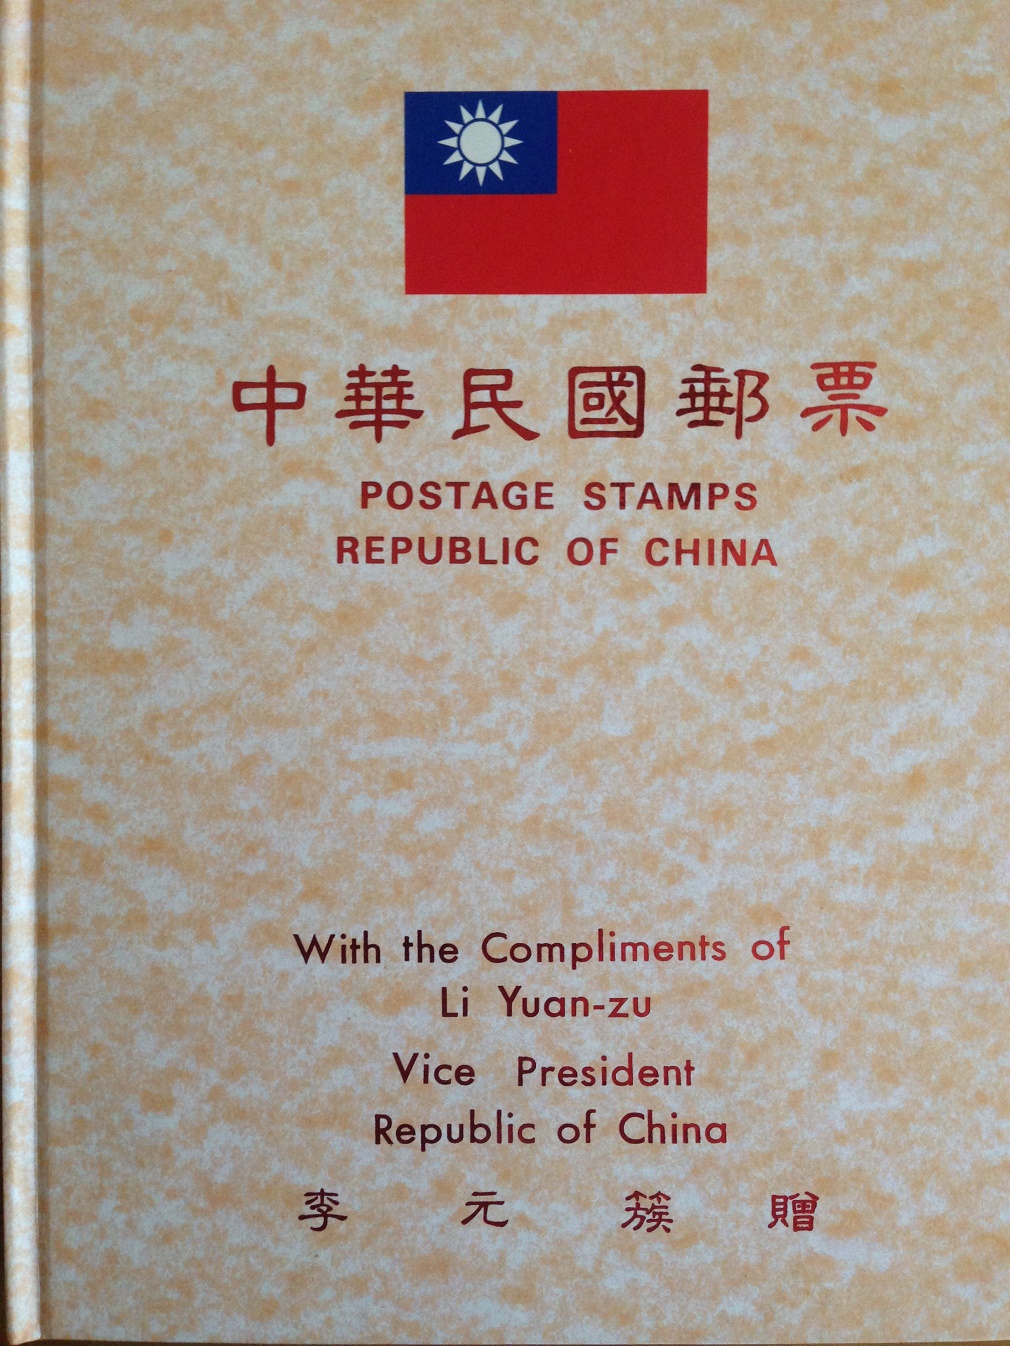 中華民國郵票
POSTAGE STAMPS
REPUBLIC OF CHINA
With the Compliments of
Li Yuan-zu
Vice President
Republic of China
李元簇贈